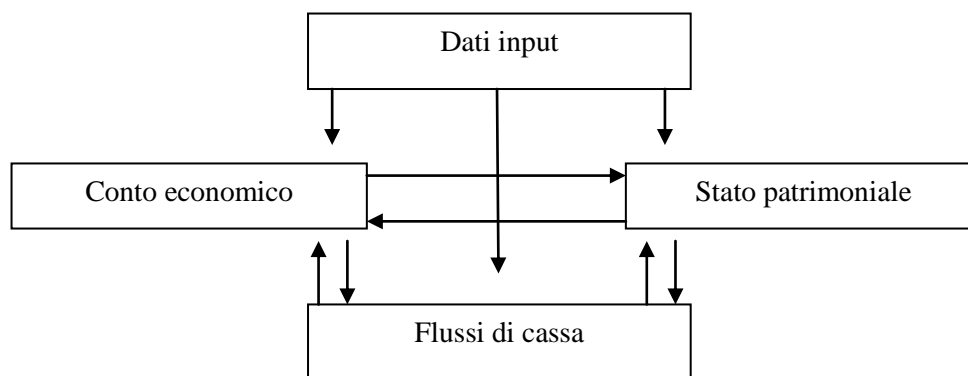 Dati input
Conto economico
Stato patrimoniale
Flussi di cassa